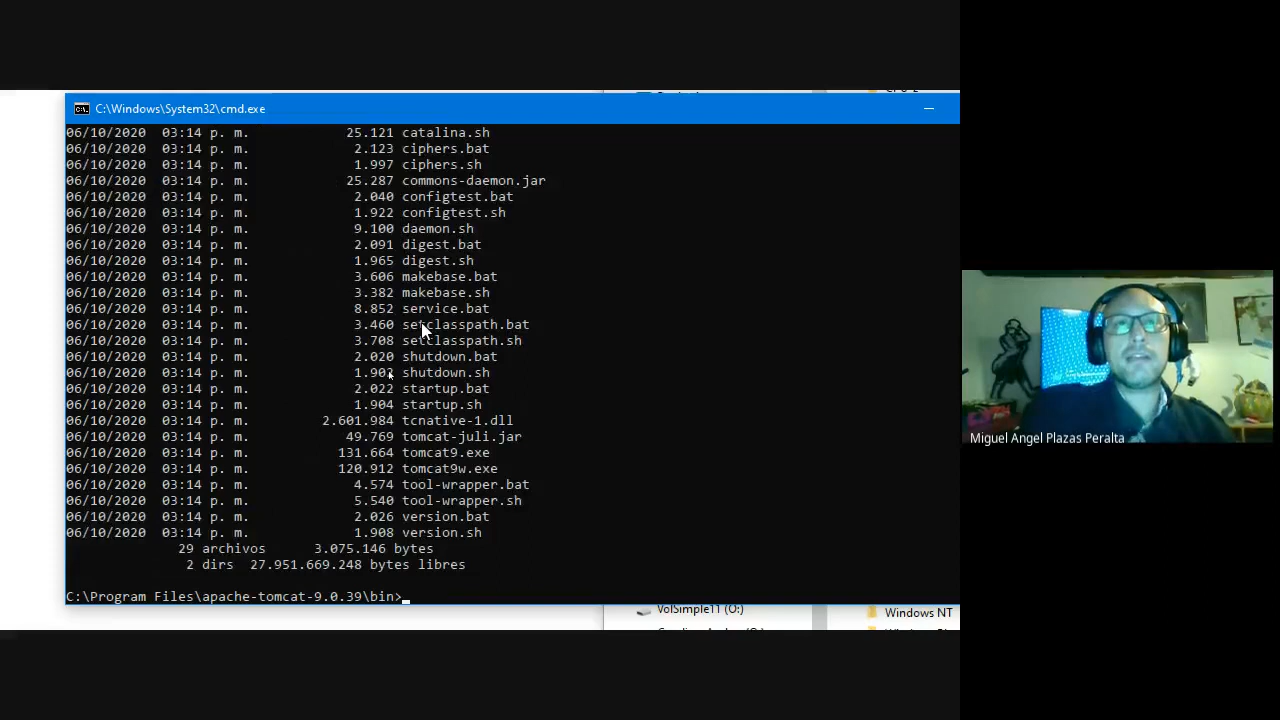 C:\Windows\System32\cmd.exe
06/10/2020 03:14 p. m. 25.121 catalina.sh
06/10/2020 03:14 p. m. 2.123 ciphers.bat
06/10/2020 03:14 p. m. 1.997 ciphers.sh
06/10/2020 03:14 p. m. 25.287 commons-daemon.jar
06/10/2020 03:14 p. m. 2.040 configtest.bat
06/10/2020 03:14 p. m. 1.922 configtest.sh
06/10/2020 03:14 p. m. 9.100 daemon.sh
06/10/2020 03:14 p. m. 2.091 digest.bat
06/10/2020 03:14 p. m. 1.965 digest.sh
06/10/2020 03:14 p. m. 3.606 makebase.bat
06/10/2020 03:14 p. m. 3.382 makebase.sh
06/10/2020 03:14 p. m. 8.852 service.bat
06/10/2020 03:14 p. m. 3.460 setclasspath.bat
06/10/2020 03:14 p. m. 3.708 setclasspath.sh
06/10/2020 03:14 p. m. 2.020 shutdown.bat
06/10/2020 03:14 p. m. 1.902 shutdown.sh
06/10/2020 03:14 p. m. 2.022 startup.bat
06/10/2020 03:14 p. m. 1.904 startup.sh
06/10/2020 03:14 p. m. 2.601.984 tcnative-1.dll
06/10/2020 03:14 p. m. 49.769 tomcat-juli.jar
06/10/2020 03:14 p. m. 131.664 tomcat9.exe
06/10/2020 03:14 p. m. 120.912 tomcat9w.exe
06/10/2020 03:14 p. m. 4.574 tool-wrapper.bat
06/10/2020 03:14 p. m. 5.540 tool-wrapper.sh
06/10/2020 03:14 p. m. 2.026 version.bat
06/10/2020 03:14 p. m. 1.908 version.sh
29 archivos 3.075.146 bytes
2 dirs 27.951.669.248 bytes libres
C:\Program Files\apache-tomcat-9.0.39\bin>
VolSimple11 (O:)
Windows NT
Miguel Angel Plazas Peralta